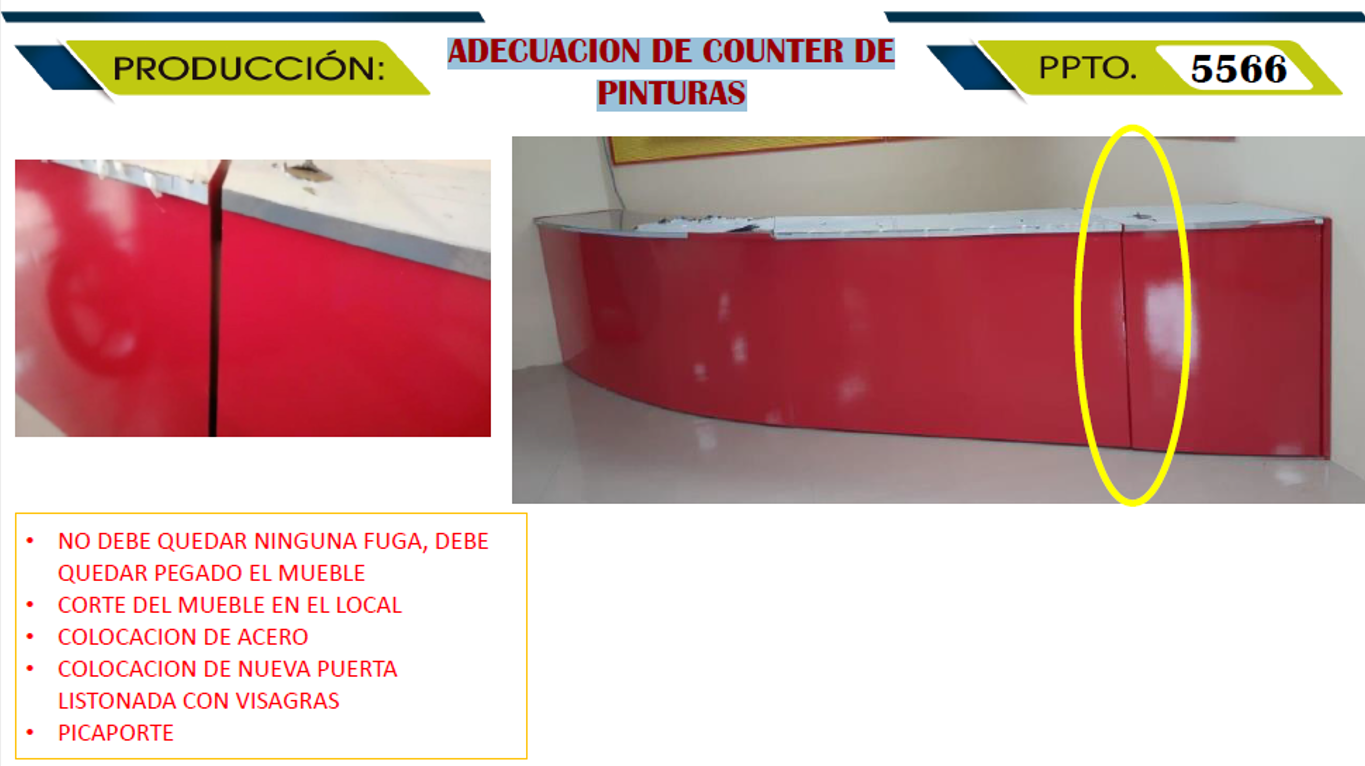 PRODUCCIÓN:
ADECUACION DE COUNTER DE
PINTURAS
PPTO. 5566
• NO DEBE QUEDAR NINGUNA FUGA, DEBE
QUEDAR PEGADO EL MUEBLE
• CORTE DEL MUEBLE EN EL LOCAL
• COLOCACION DE ACERO
• COLOCACION DE NUEVA PUERTA
LISTONADA CON VISAGRAS
• PICAPORTE